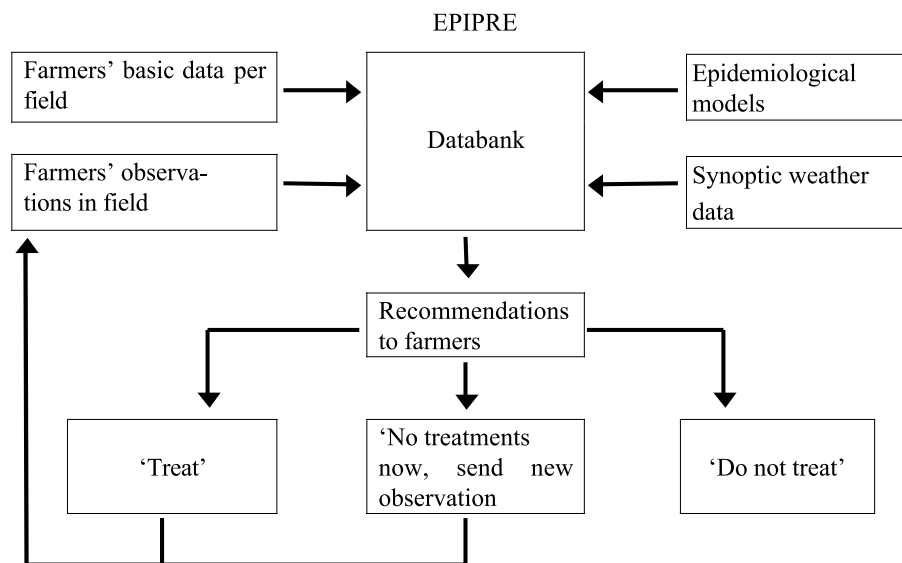 EPIPRE
Farmers’ basic data per
field
Epidemiological
models
Databank
Farmers’ observa-
tions in field
Synoptic weather
data
Recommendations
to farmers
‘Treat’
‘No treatments
now, send new
observation
‘Do not treat’